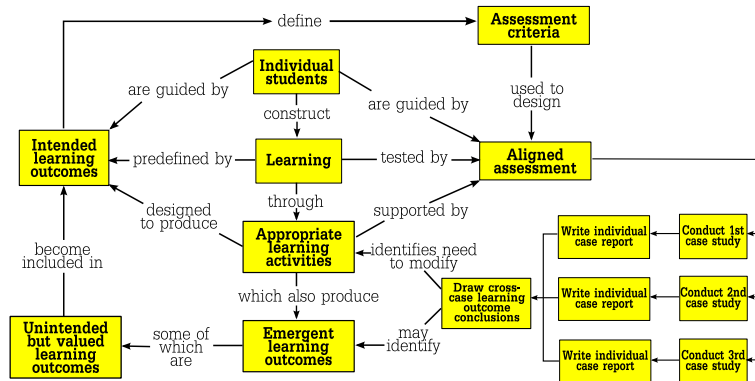 define
Assessment
criteria
Individual
students
are guided by
are guided by
used to
design
construct
Intended
learning
outcomes
predefined by
Learning
tested by
Aligned
assessment
through
designed
to produce
supported by
Appropriate
learning
activities
identifies need
to modify
Write individual
case report
Conduct 1st
case study
become
included in
which also produce
Draw cross-
case learning
outcome
conclusions
Write individual
case report
Conduct 2nd
case study
Unintended
but valued
learning
outcomes
some of
which
are
Emergent
learning
outcomes
may
identify
Write individual
case report
Conduct 3rd
case study